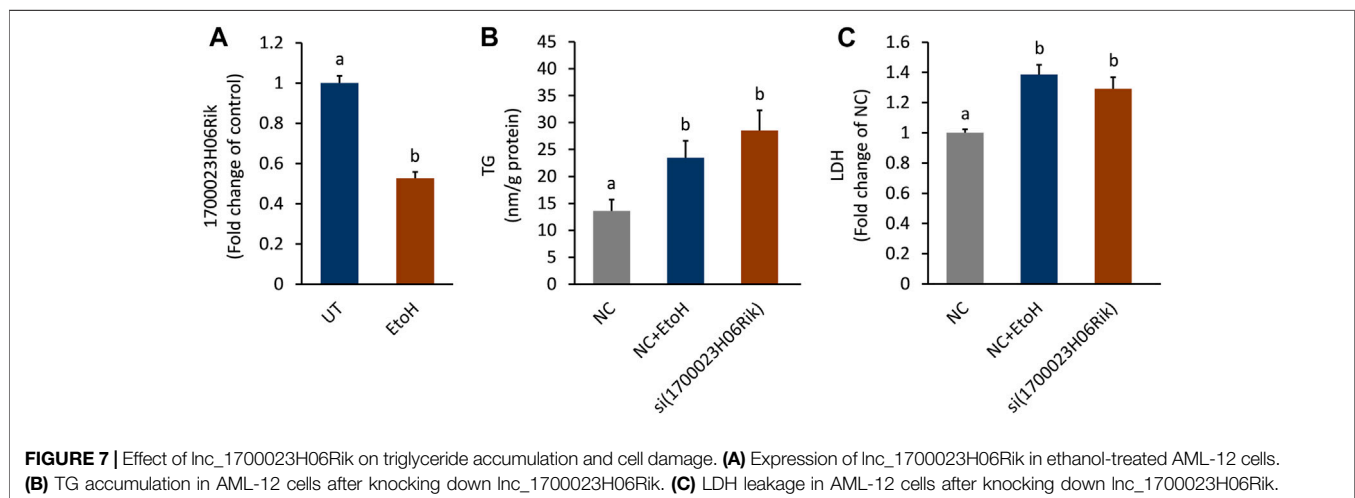 A
1700023H06Rik
(Fold change of control)
1.2
1
0.8
0.6
0.4
0.2
0
a
b
UT
EtoH
B
TG
(nm/g protein)
45
40
35
30
25
20
15
10
5
0
a
b
b
NC
NC+EtoH
si(1700023H06Rik)
C
LDH
(Fold change of NC)
1.6
1.4
1.2
1
0.8
0.6
0.4
0.2
0
a
b
b
NC
NC+EtoH
si(1700023H06Rik)
FIGURE 7 | Effect of lnc_1700023H06Rik on triglyceride accumulation and cell damage. (A) Expression of lnc_1700023H06Rik in ethanol-treated AML-12 cells.
(B) TG accumulation in AML-12 cells after knocking down lnc_1700023H06Rik. (C) LDH leakage in AML-12 cells after knocking down lnc_1700023H06Rik.